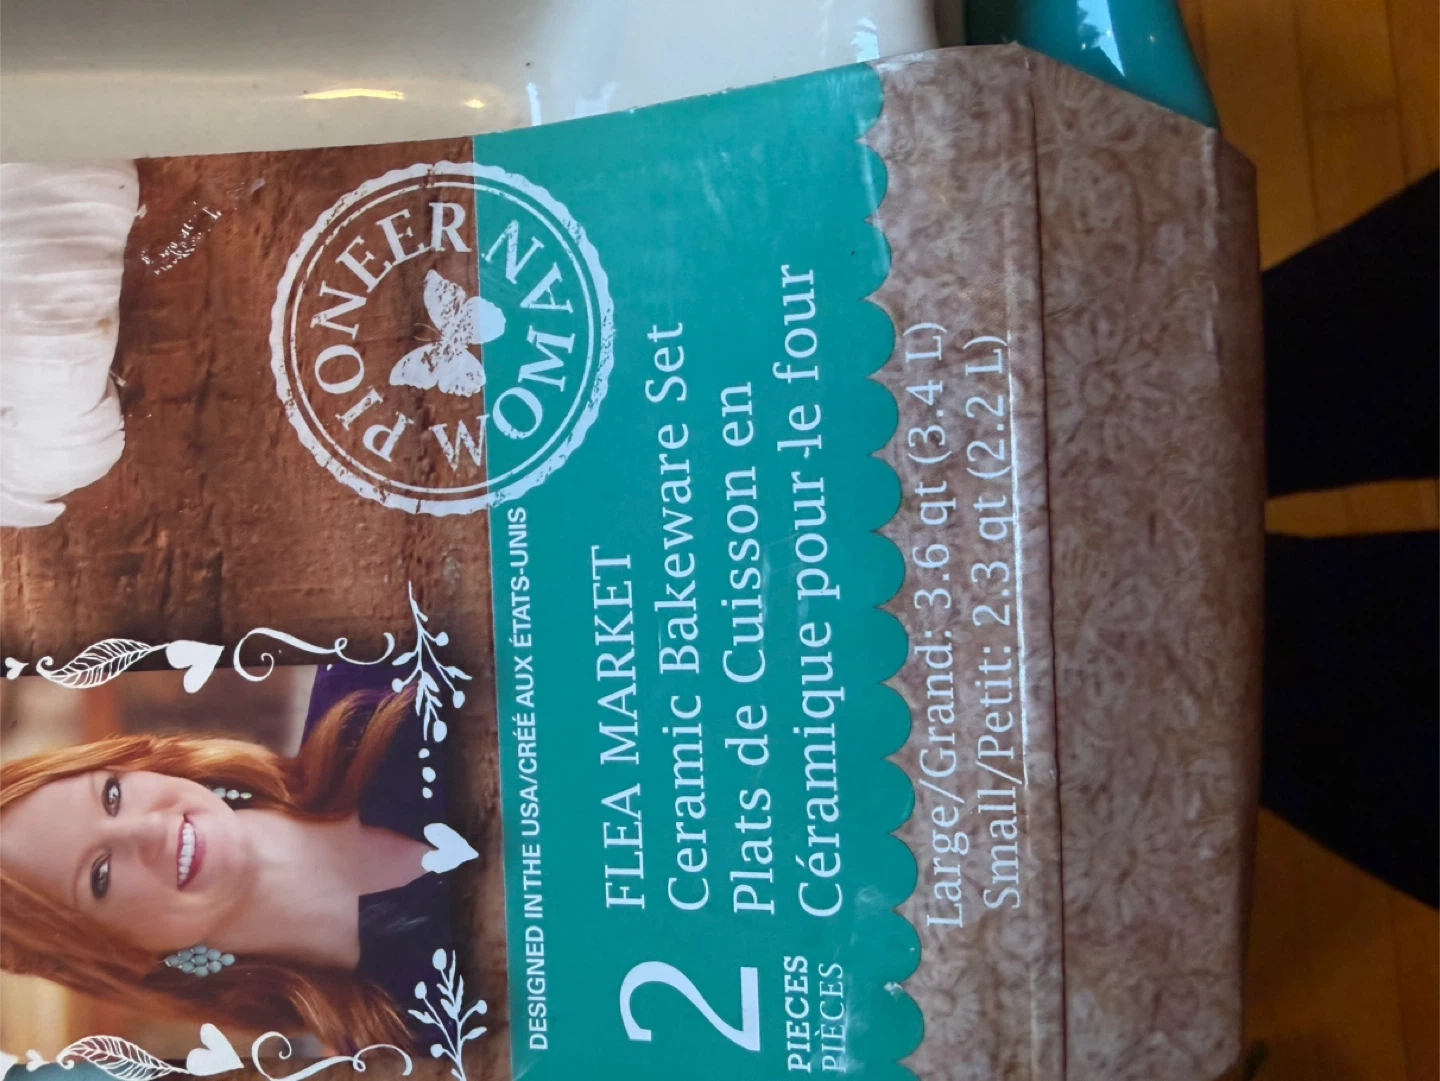 PIONEER
WOMAN
DESIGNED IN THE USA/CRÉÉ AUX ÉTATS-UNIS
2
PIECES
PIÈCES
FLEA MARKET
Ceramic Bakeware Set
Plats de Cuisson en
Céramique pour le four
Large/Grand: 3.6 qt (3.4 L)
Small/Petit: 2.3 qt (2.2 L)